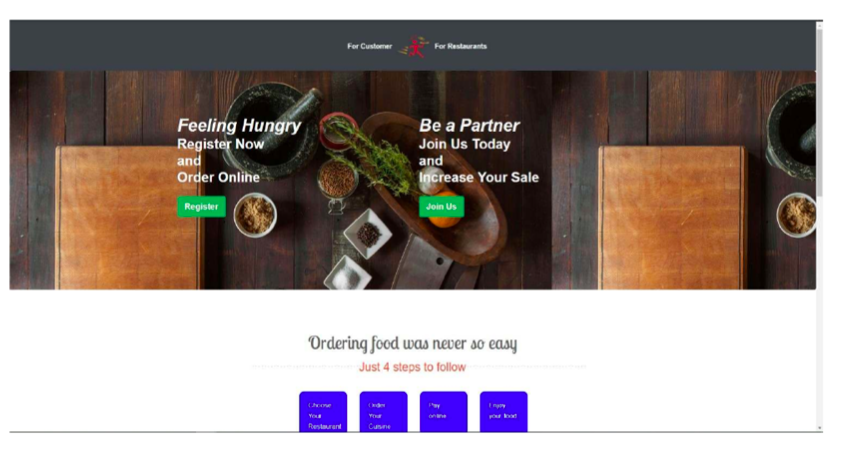 For Customer
For Restaurants
Feeling Hungry
Register Now
and
Order Online
Register
Be a Partner
Join Us Today
and
Increase Your Sale
Join Us
Ordering food was never so easy
Just 4 steps to follow
Choose
Your
Restaurant
Order
Your
Cuisine
Pay
online
Enjoy
your food